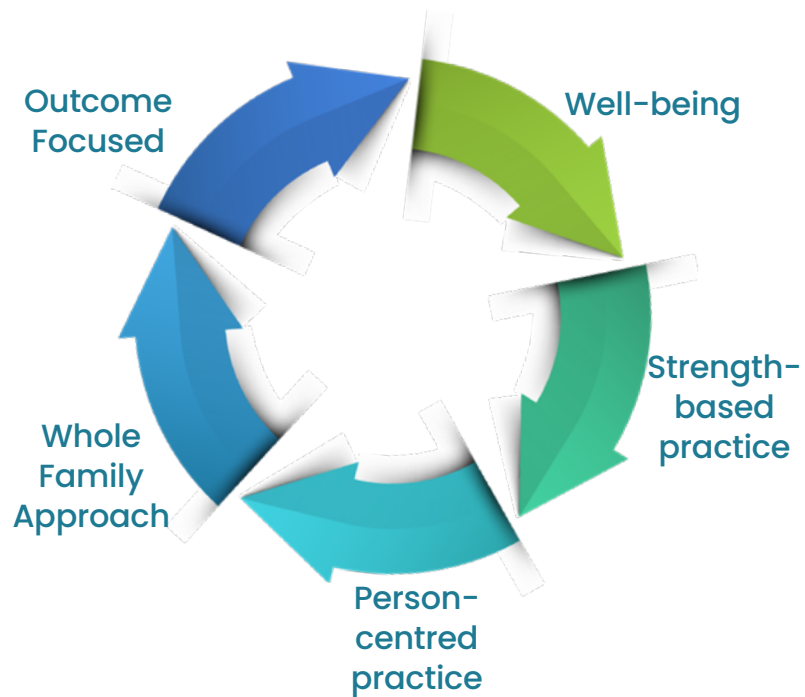 Outcome
Focused
Well-being
Strength-
based
practice
Person-
centred
practice
Whole
Family
Approach